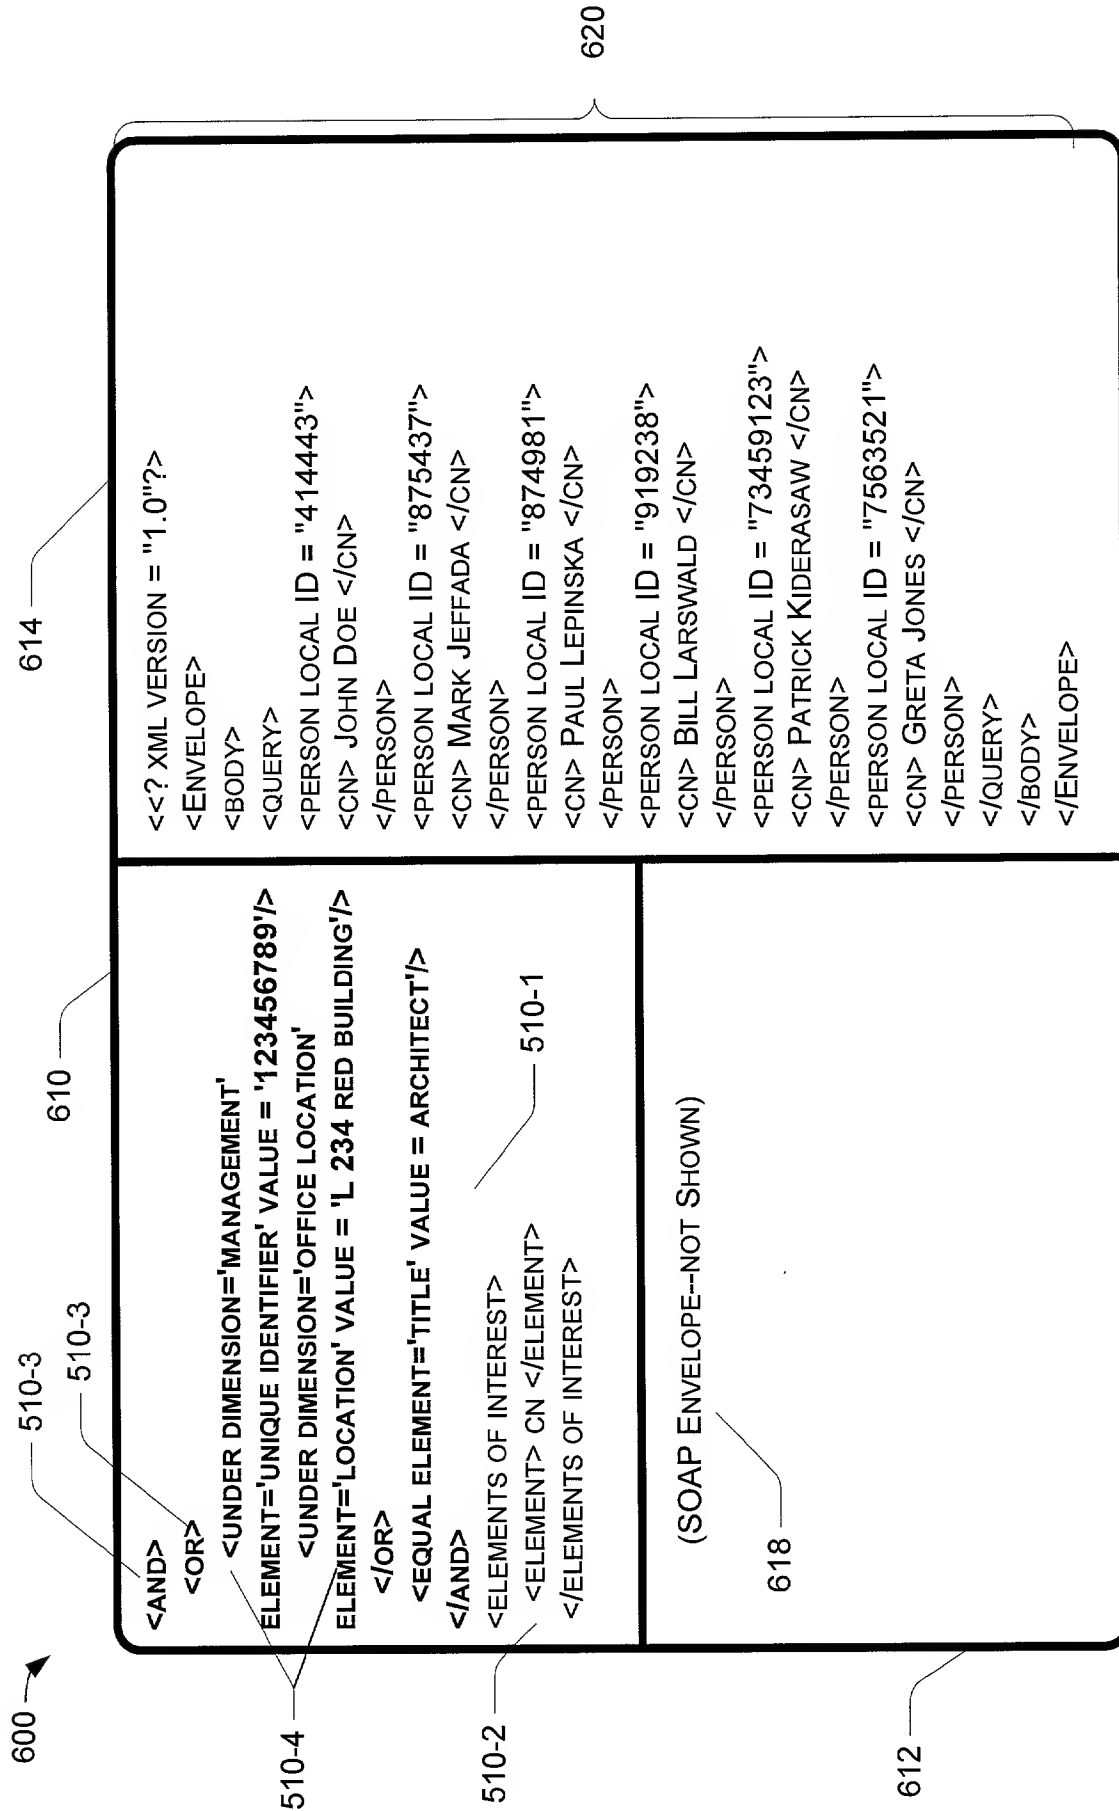 600
610
614
510-3
510-3
<AND>
<OR>
<UNDER DIMENSION='MANAGEMENT'
ELEMENT='UNIQUE IDENTIFIER' VALUE = '123456789'/>
<UNDER DIMENSION='OFFICE LOCATION'
ELEMENT='LOCATION' VALUE = 'L 234 RED BUILDING'/>
</OR>
<EQUAL ELEMENT='TITLE' VALUE = ARCHITECT'/>
</AND>
<ELEMENTS OF INTEREST>
<ELEMENT> CN </ELEMENT>
</ELEMENTS OF INTEREST>
510-4
510-2
510-1
(SOAP ENVELOPE--NOT SHOWN)
618
612
<<? XML VERSION = "1.0"?>
<ENVELOPE>
<BODY>
<QUERY>
<PERSON LOCAL ID = "414443">
<CN> JOHN DOE </CN>
</PERSON>
<PERSON LOCAL ID = "875437">
<CN> MARK JEFFADA </CN>
</PERSON>
<PERSON LOCAL ID = "874981">
<CN> PAUL LEPINSKA </CN>
</PERSON>
<PERSON LOCAL ID = "919238">
<CN> BILL LARSWALD </CN>
</PERSON>
<PERSON LOCAL ID = "73459123">
<CN> PATRICK KIDERASAW </CN>
</PERSON>
<PERSON LOCAL ID = "7563521">
<CN> GRETA JONES </CN>
</PERSON>
</QUERY>
</BODY>
</ENVELOPE>
620